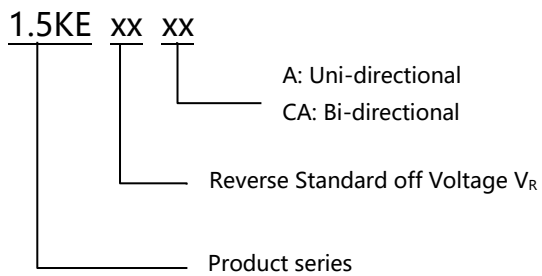 1.5KE xx xx
A: Uni-directional
CA: Bi-directional
Reverse Standard off Voltage VR
Product series